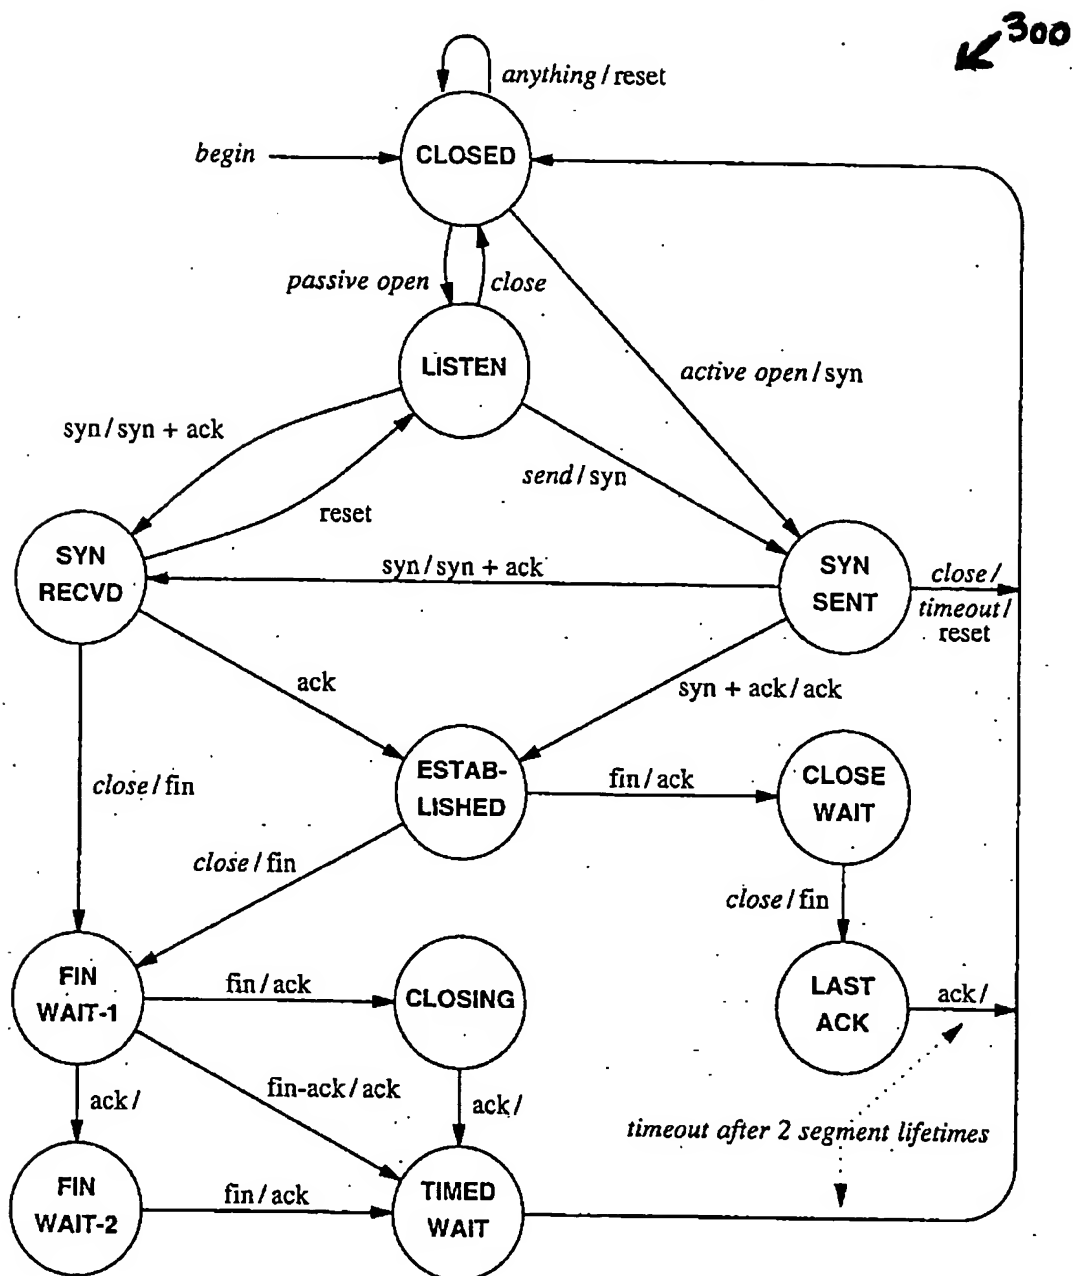 300
anything / reset
begin
CLOSED
passive open
close
LISTEN
active open / syn
syn / syn + ack
send / syn
reset
SYN
RECVD
syn / syn + ack
SYN
SENT
close /
timeout /
reset
ack
syn + ack / ack
close / fin
ESTAB-
LISHED
fin / ack
CLOSE
WAIT
close / fin
close / fin
FIN
WAIT-1
fin / ack
CLOSING
LAST
ACK
ack /
ack /
fin-ack / ack
ack /
timeout after 2 segment lifetimes
FIN
WAIT-2
fin / ack
TIMED
WAIT